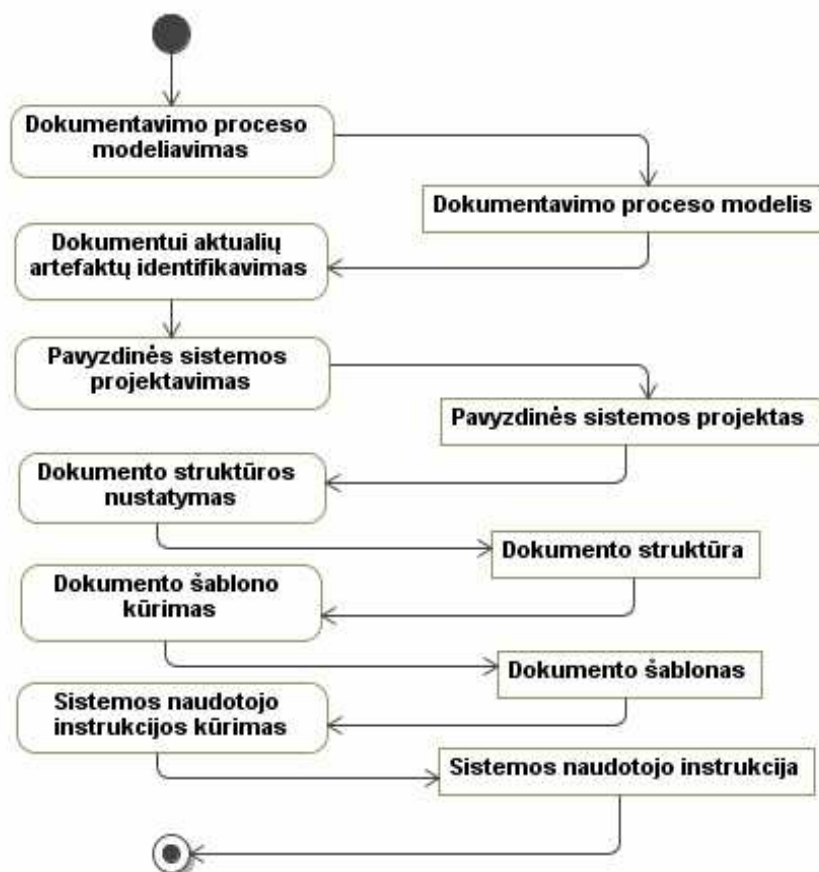 Dokumentavimo proceso
modeliavimas
Dokumentavimo proceso modelis
Dokumentui aktualių
artefaktų identifikavimas
Pavyzdinės sistemos
projektavimas
Pavyzdinės sistemos projektas
Dokumento struktūros
nustatymas
Dokumento struktūra
Dokumento šablono
kūrimas
Dokumento šablonas
Sistemos naudotojo
instrukcijos kūrimas
Sistemos naudotojo instrukcija